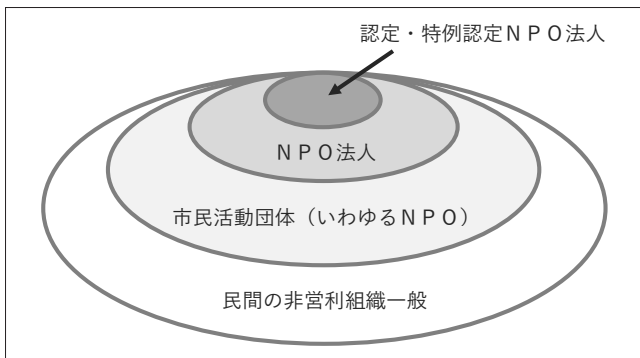 認定・特例認定ＮＰＯ法人
ＮＰＯ法人
市民活動団体（いわゆるＮＰＯ）
民間の非営利組織一般